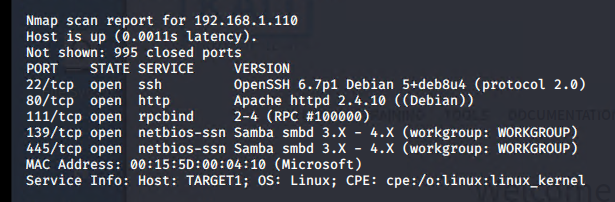 Nmap scan report for 192.168.1.110
Host is up (0.0011s latency).
Not shown: 995 closed ports
PORT    STATE SERVICE     VERSION
22/tcp  open  ssh         OpenSSH 6.7p1 Debian 5+deb8u4 (protocol 2.0)
80/tcp  open  http        Apache httpd 2.4.10 ((Debian))
111/tcp open  rpcbind     2-4 (RPC #100000)
139/tcp open  netbios-ssn Samba smbd 3.X - 4.X (workgroup: WORKGROUP)
445/tcp open  netbios-ssn Samba smbd 3.X - 4.X (workgroup: WORKGROUP)
MAC Address: 00:15:5D:00:04:10 (Microsoft)
Service Info: Host: TARGET1; OS: Linux; CPE: cpe:/o:linux:linux_kernel